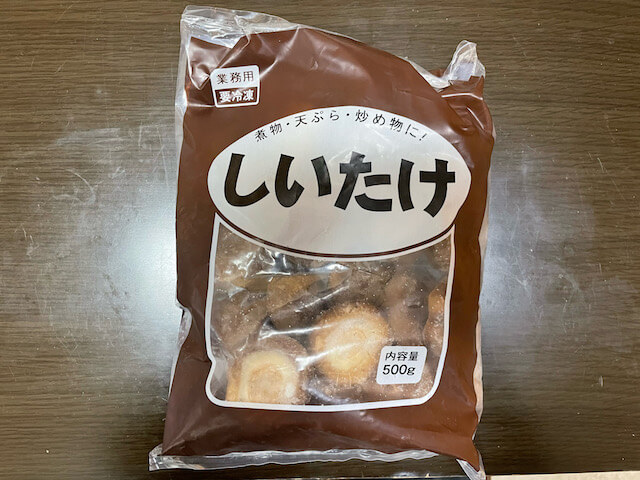 業務用
要冷凍
煮物・天ぷら・炒め物に!
しいたけ
内容量
500g